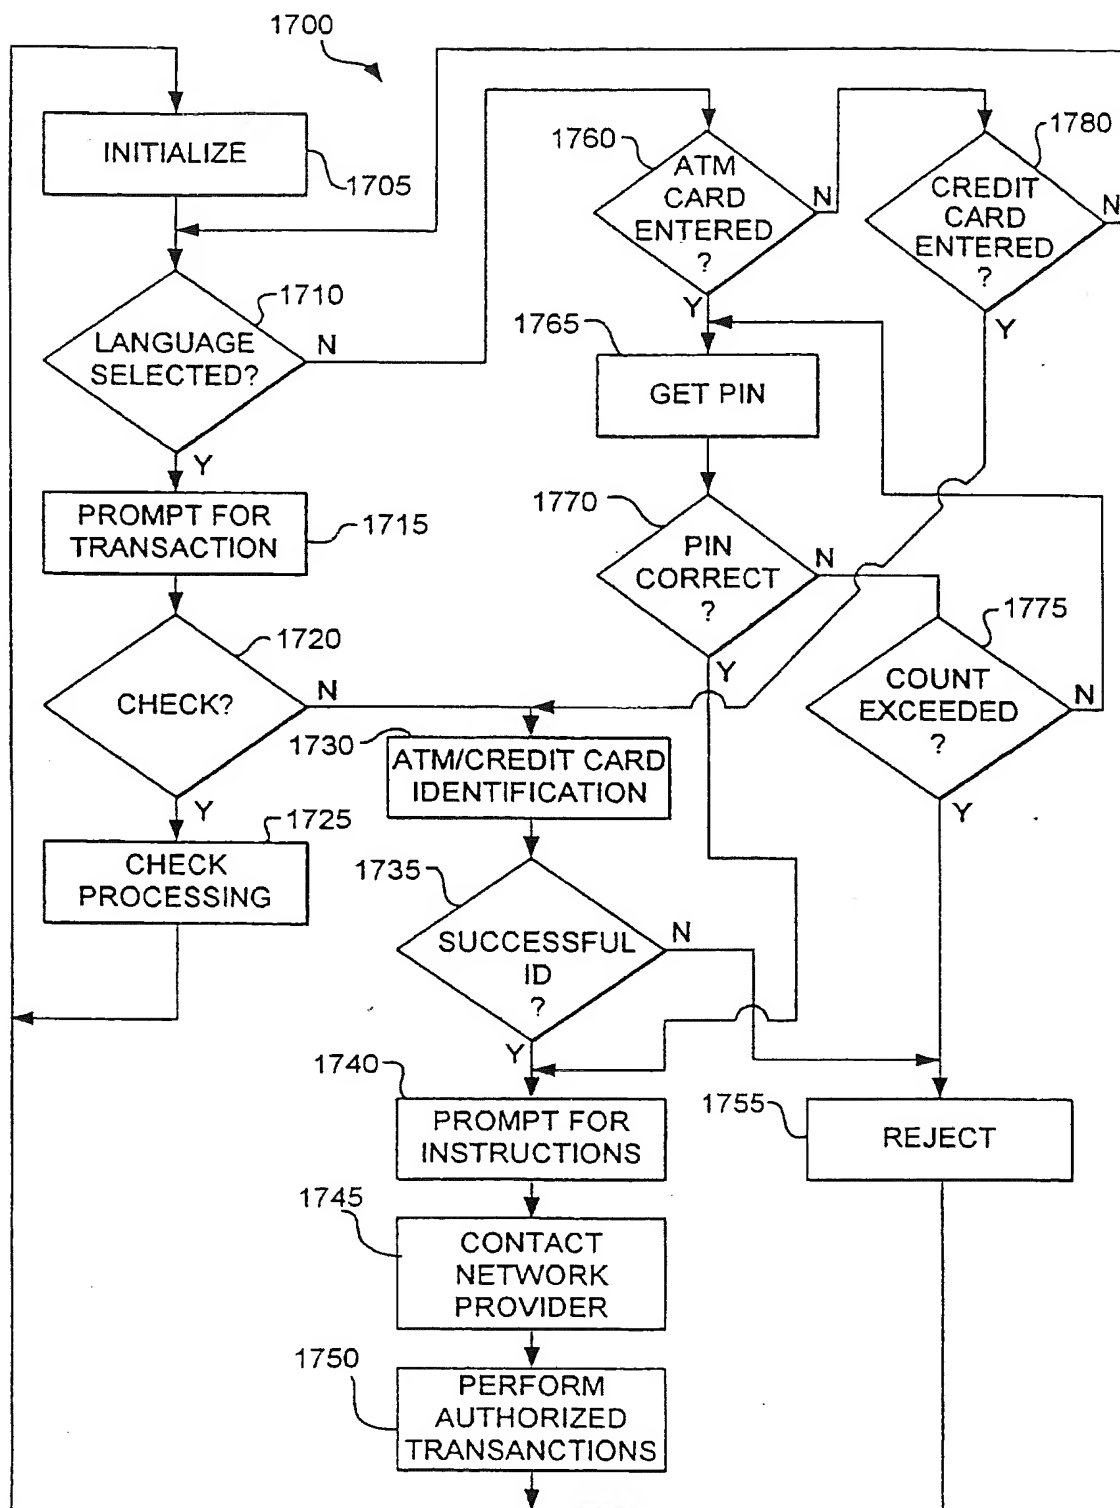 1700
INITIALIZE
1705
LANGUAGE
SELECTED?
1710
N
Y
PROMPT FOR
TRANSACTION
1715
CHECK?
1720
N
Y
CHECK
PROCESSING
1725
1730
ATM/CREDIT CARD
IDENTIFICATION
1735
SUCCESSFUL
ID
?
N
Y
1740
PROMPT FOR
INSTRUCTIONS
1745
CONTACT
NETWORK
PROVIDER
1750
PERFORM
AUTHORIZED
TRANSANCTIONS
1760
ATM
CARD
ENTERED
?
N
Y
1765
GET PIN
1770
PIN
CORRECT
?
N
Y
1775
COUNT
EXCEEDED
?
N
Y
1755
REJECT
1780
CREDIT
CARD
ENTERED
?
N
Y